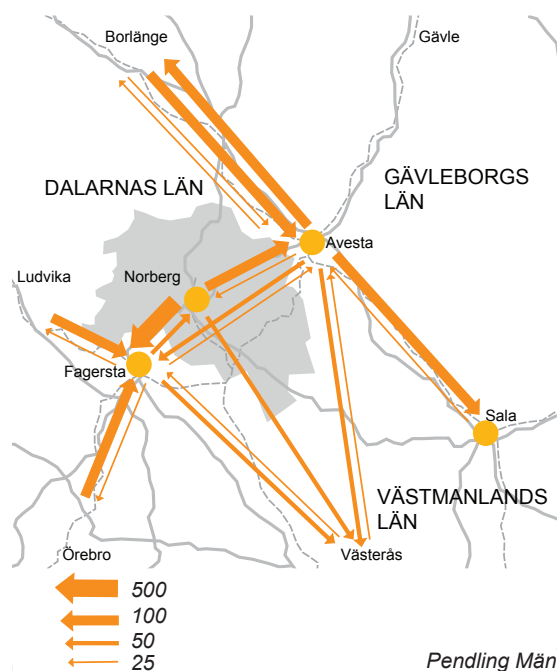 Borlänge
Gävle
DALARNAS LÄN
GÄVLEBORGS
LÄN
Avesta
Ludvika
Norberg
Fagersta
Sala
VÄSTMANLANDS
LÄN
Örebro
Västerås
500
100
50
25
Pendling Män